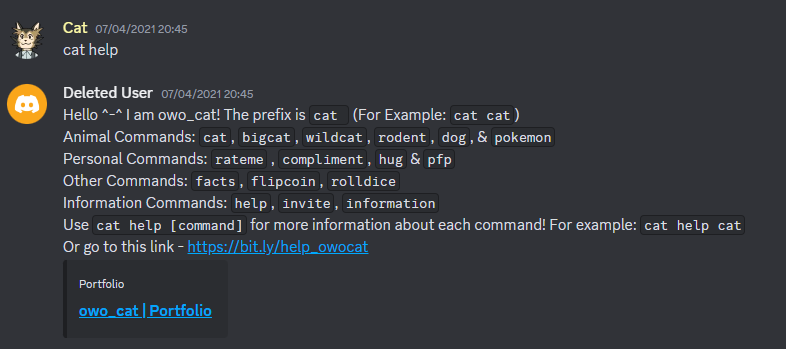 Cat 07/04/2021 20:45
cat help
Deleted User 07/04/2021 20:45
Hello ^-^ I am owo_cat! The prefix is cat (For Example: cat cat)
Animal Commands: cat, bigcat, wildcat, rodent, dog, & pokemon
Personal Commands: rateme , compliment, hug & pfp
Other Commands: facts, flipcoin, rolldice
Information Commands: help, invite, information
Use cat help [command] for more information about each command! For example: cat help cat
Or go to this link - https://bit.ly/help_owocat
Portfolio
owo_cat | Portfolio